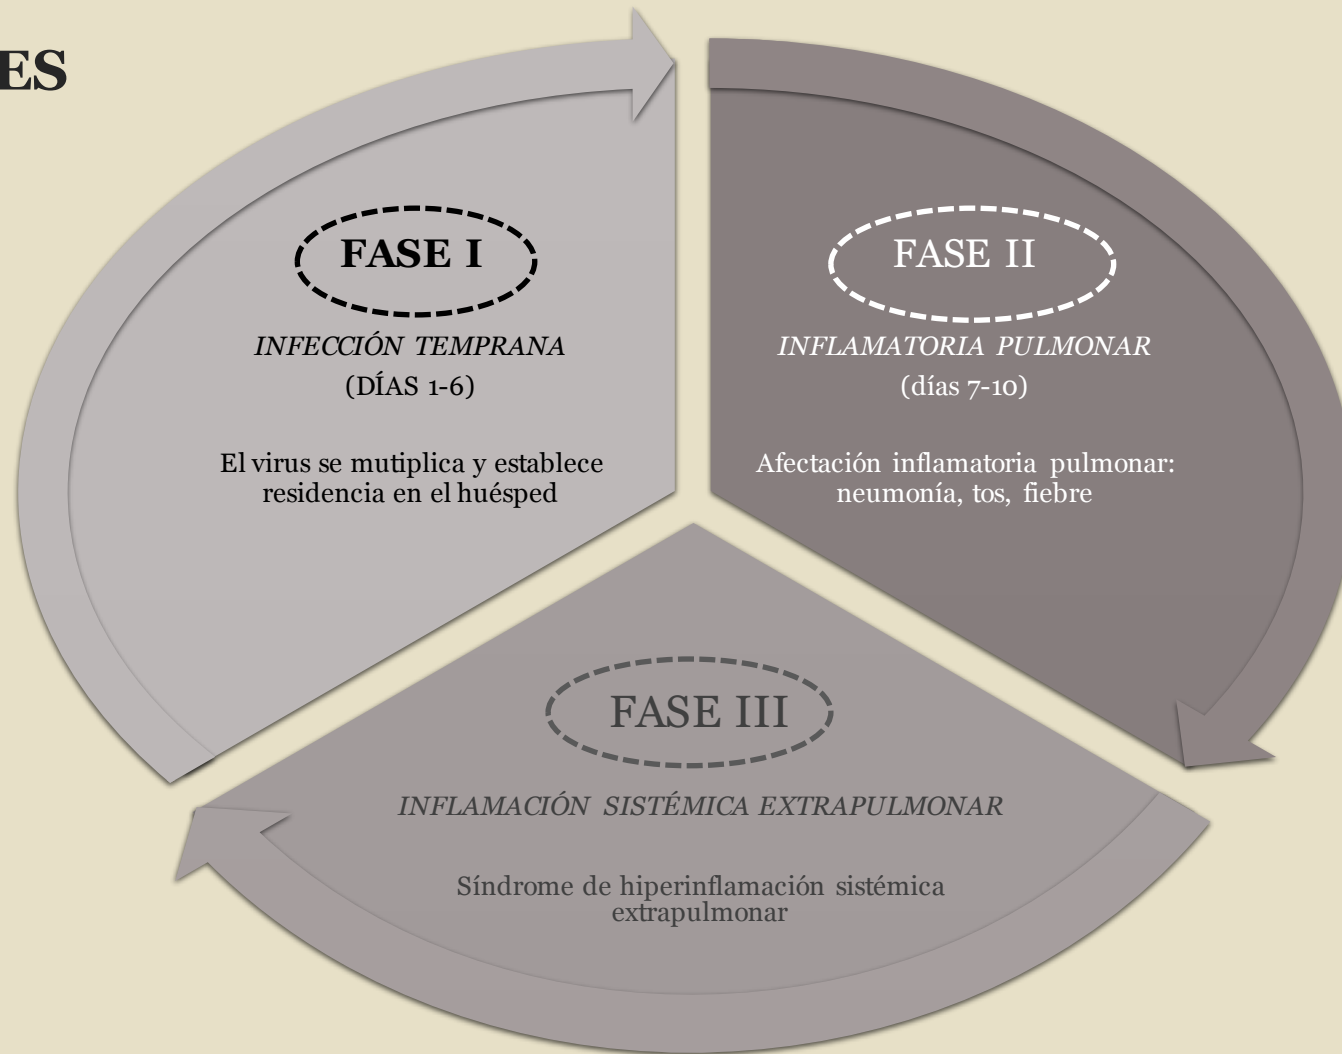 ES
FASE I
INFECCIÓN TEMPRANA
(DÍAS 1-6)
El virus se mutiplica y establece
residencia en el huésped
FASE II
INFLAMATORIA PULMONAR
(días 7-10)
Afectación inflamatoria pulmonar:
neumonía, tos, fiebre
FASE III
INFLAMACIÓN SISTÉMICA EXTRAPULMONAR
Síndrome de hiperinflamación sistémica
extrapulmonar